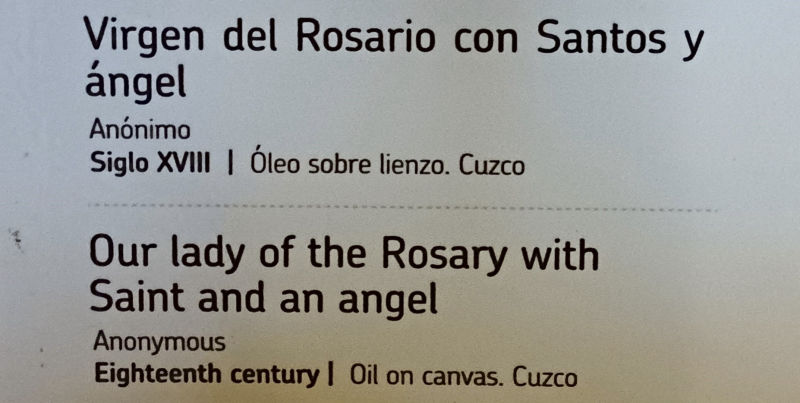 Virgen del Rosario con Santos y
ángel
Anónimo
Siglo XVIII | Óleo sobre lienzo. Cuzco
Our lady of the Rosary with
Saint and an angel
Anonymous
Eighteenth century | Oil on canvas. Cuzco